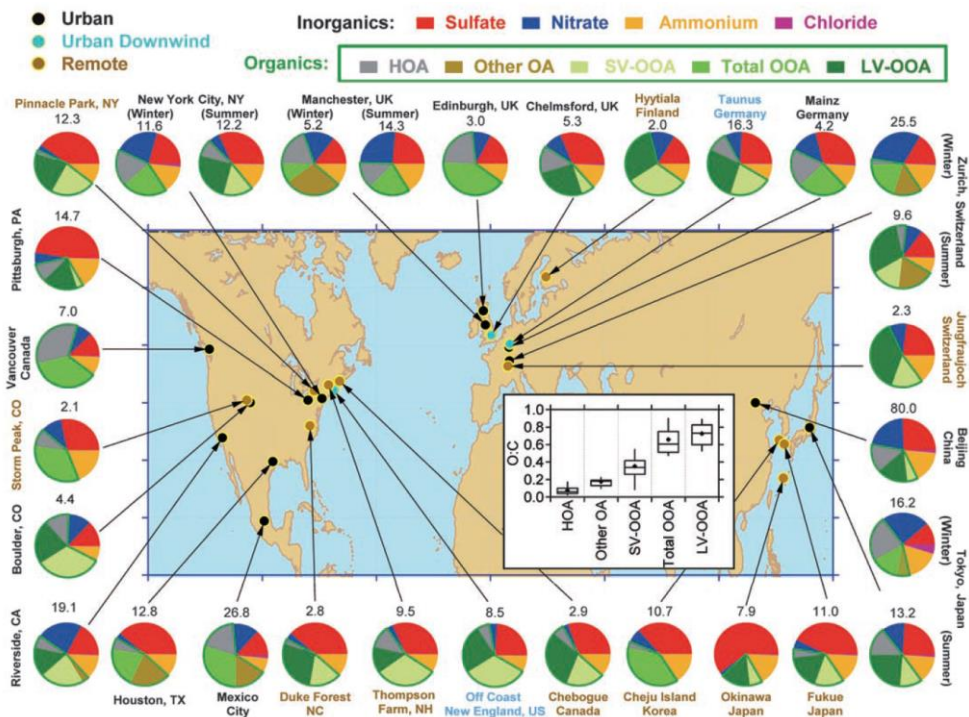 Urban
Urban Downwind
Remote
Inorganics: Sulfate Nitrate Ammonium Chloride
Organics: HOA Other OA SV-OOA Total OOA LV-OOA
Pinnacle Park, NY
12.3
New York City, NY
(Winter) (Summer)
11.6 12.2
Manchester, UK
(Winter) (Summer)
5.2 14.3
Edinburgh, UK
3.0
Chelmsford, UK
5.3
Hyytiala
Finland
2.0
Taunus
Germany
16.3
Mainz
Germany
4.2
25.5
Zurich, Switzerland
(Winter) (Summer)
9.6
Pittsburgh, PA
14.7
Vancouver
Canada
7.0
Storm Peak, CO
2.1
Boulder, CO
4.4
Riverside, CA
19.1
Jungfraujoch
Switzerland
2.3
Beijing
China
80.0
Tokyo, Japan
(Winter) (Summer)
16.2
13.2
O:C
1.0
0.8
0.6
0.4
0.2
0.0
HOA
Other OA
SV-OOA
Total OOA
LV-OOA
12.8
Houston, TX
26.8
Mexico
City
2.8
Duke Forest
NC
9.5
Thompson
Farm, NH
8.5
Off Coast
New England, US
2.9
Chebogue
Canada
10.7
Cheju Island
Korea
7.9
Okinawa
Japan
11.0
Fukue
Japan